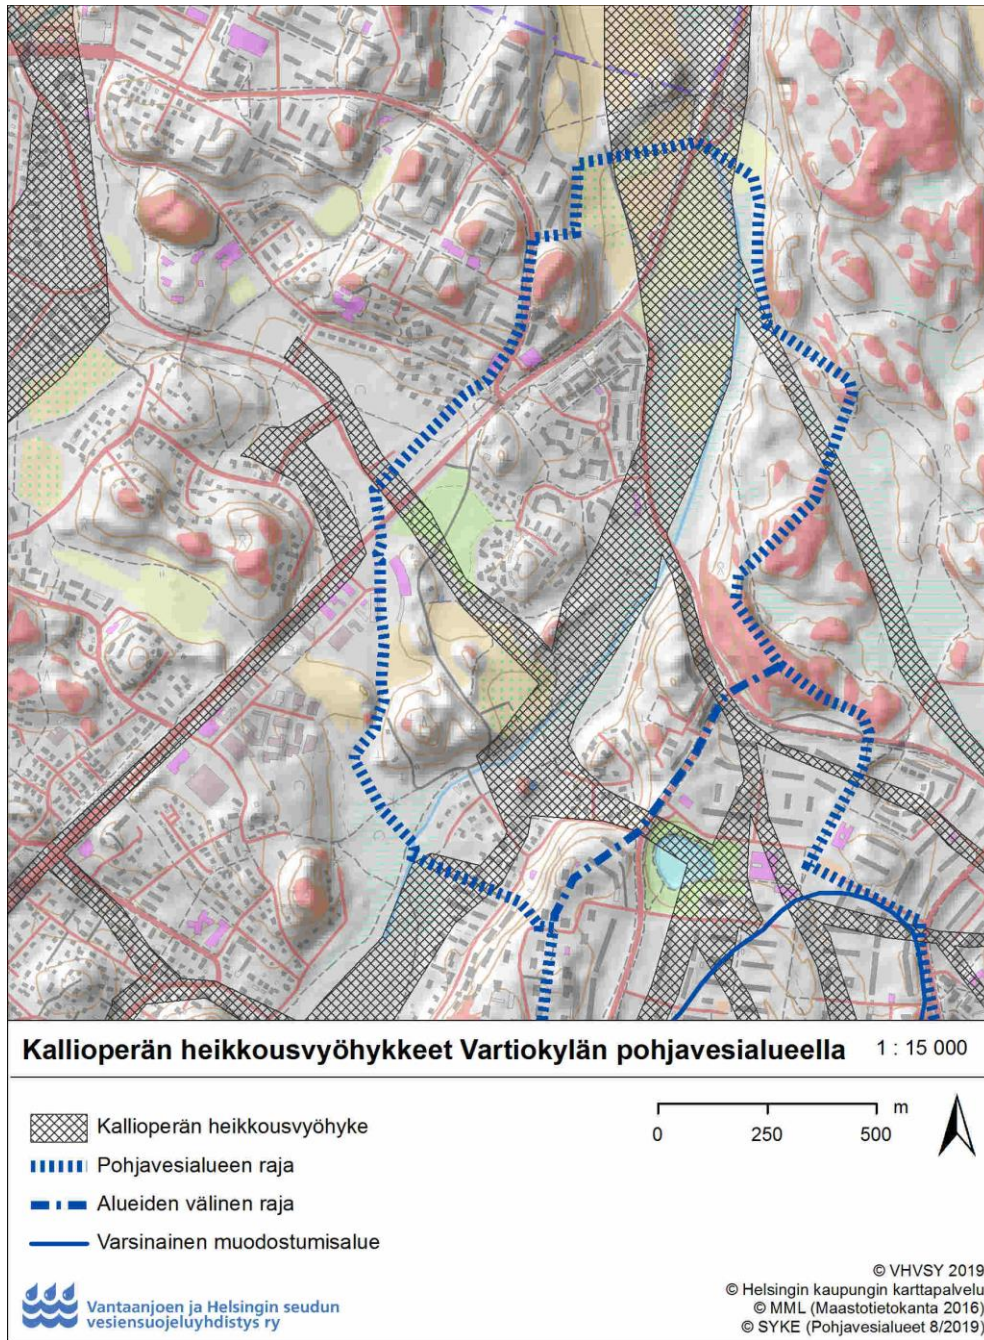 Kallioperän heikkousvyöhykkeet Vartiokylän pohjavesialueella 1 : 15 000
Kallioperän heikkousvyöhyke
Pohjavesialueen raja
Alueiden välinen raja
Varsinainen muodostumisalue
m
0 250 500
Vantaanjoen ja Helsingin seudun
vesiensuojeluyhdistys ry
© VHVSY 2019
© Helsingin kaupungin karttapalvelu
© MML (Maastotietokanta 2016)
© SYKE (Pohjavesialueet 8/2019)